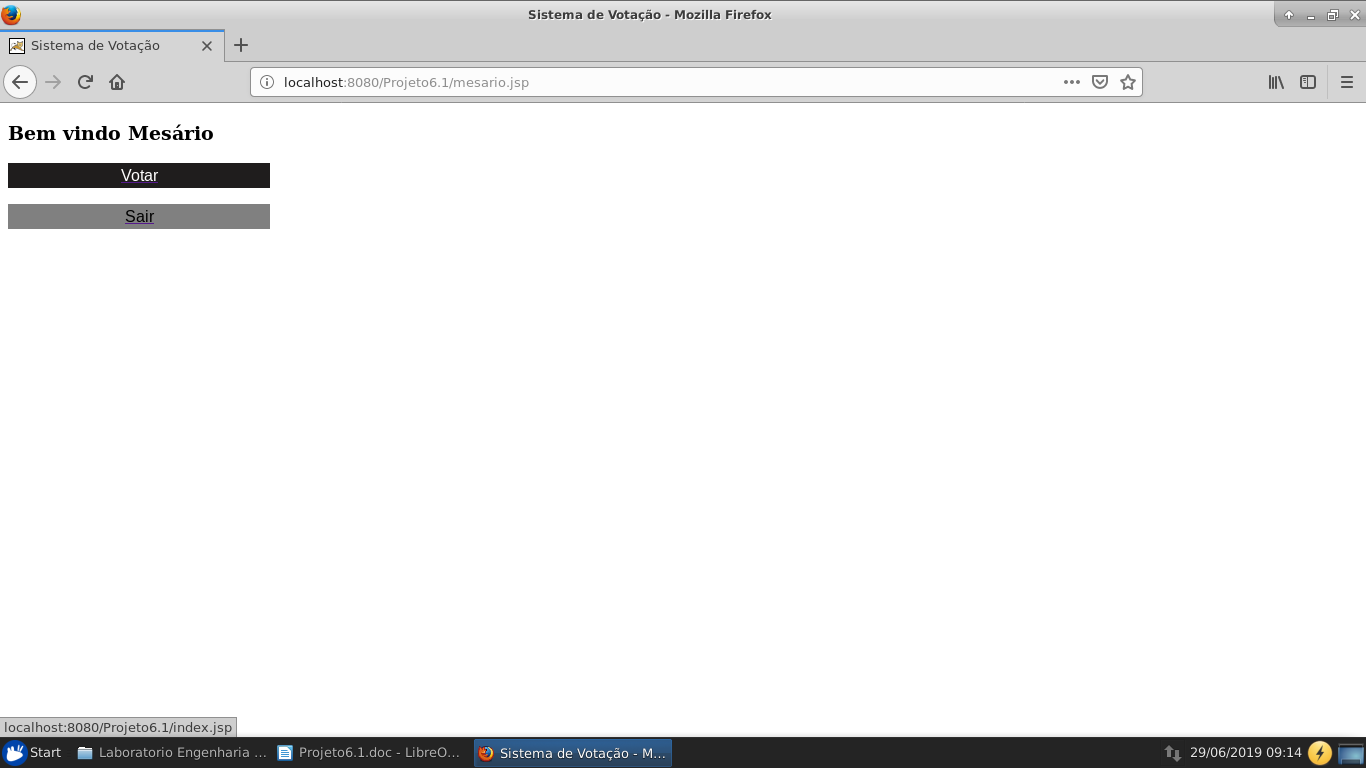 Sistema de Votação - Mozilla Firefox
Sistema de Votação
localhost:8080/Projeto6.1/mesario.jsp
Bem vindo Mesário
Votar
Sair
localhost:8080/Projeto6.1/index.jsp
Start Laboratorio Engenharia ... Projeto6.1.doc - LibreO... Sistema de Votação - M... 29/06/2019 09:14